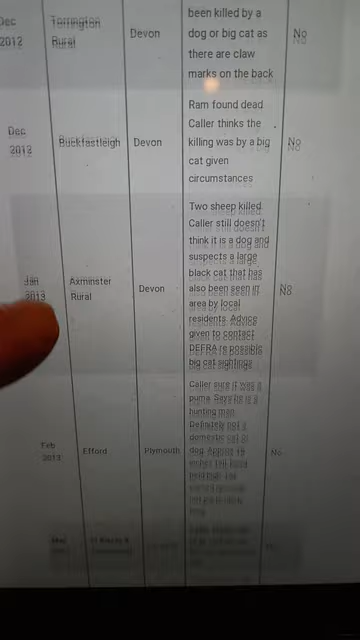 Dec
2012
Torrington
Rural
Devon
been killed by a
dog or big cat as
there are claw
marks on the back
No
Dec
2012
Buckfastleigh
Devon
Ram found dead.
Caller thinks the
killing was by a big
cat given
circumstances
No
Jan
2013
Axminster
Rural
Devon
Two sheep killed.
Caller still doesn't
think it is a dog and
suspects a large
black cat that has
also been seen in
area by local
residents. Advice
given to contact
DEFRA re possible
big cat sightings
No
Feb
2013
Efford
Plymouth
Caller sure it was a
puma. Says he is a
hunting man.
Definitely not a
domestic cat or
dog. Approx
No
Mar